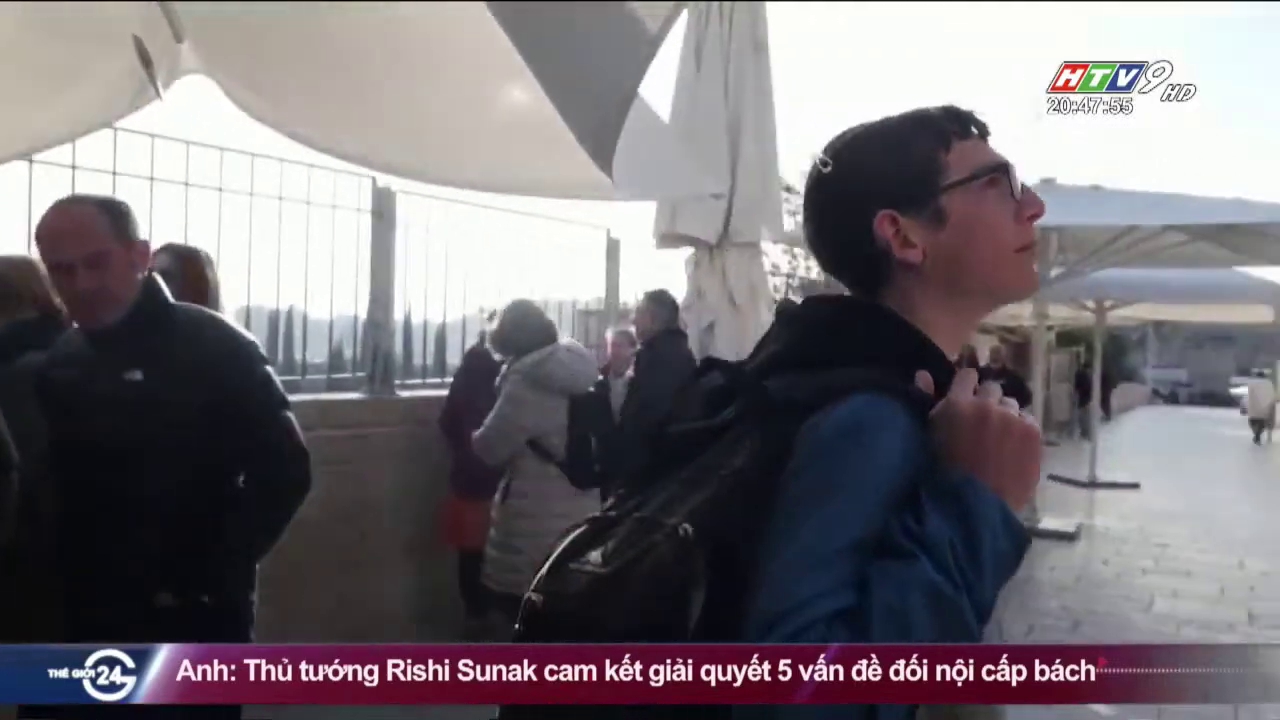 HTV9 HD
20:47:55
THẾ GIỚI 24G
Anh: Thủ tướng Rishi Sunak cam kết giải quyết 5 vấn đề đối nội cấp bách